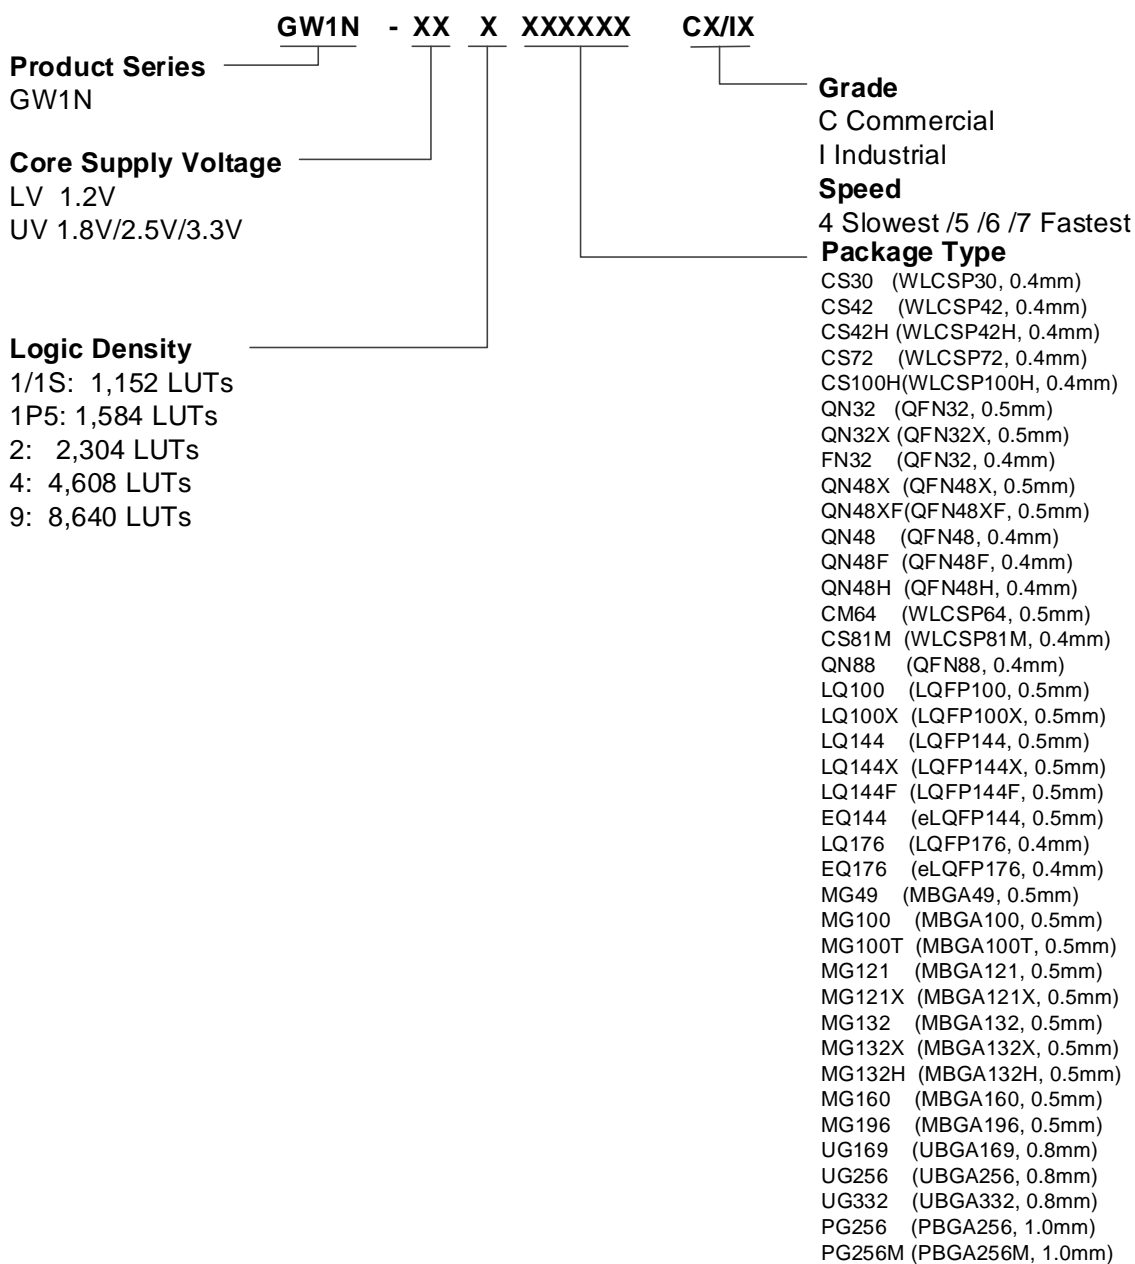 GW1N - XX X XXXXXX CX/IX
Product Series
GW1N
Core Supply Voltage
LV 1.2V
UV 1.8V/2.5V/3.3V
Logic Density
1/1S: 1,152 LUTs
1P5: 1,584 LUTs
2: 2,304 LUTs
4: 4,608 LUTs
9: 8,640 LUTs
Grade
C Commercial
I Industrial
Speed
4 Slowest /5 /6 /7 Fastest
Package Type
CS30 (WLCSP30, 0.4mm)
CS42 (WLCSP42, 0.4mm)
CS42H (WLCSP42H, 0.4mm)
CS72 (WLCSP72, 0.4mm)
CS100H(WLCSP100H, 0.4mm)
QN32 (QFN32, 0.5mm)
QN32X (QFN32X, 0.5mm)
FN32 (QFN32, 0.4mm)
QN48X (QFN48X, 0.5mm)
QN48XF(QFN48XF, 0.5mm)
QN48 (QFN48, 0.4mm)
QN48F (QFN48F, 0.4mm)
QN48H (QFN48H, 0.4mm)
CM64 (WLCSP64, 0.5mm)
CS81M (WLCSP81M, 0.4mm)
QN88 (QFN88, 0.4mm)
LQ100 (LQFP100, 0.5mm)
LQ100X (LQFP100X, 0.5mm)
LQ144 (LQFP144, 0.5mm)
LQ144X (LQFP144X, 0.5mm)
LQ144F (LQFP144F, 0.5mm)
EQ144 (eLQFP144, 0.5mm)
LQ176 (LQFP176, 0.4mm)
EQ176 (eLQFP176, 0.4mm)
MG49 (MBGA49, 0.5mm)
MG100 (MBGA100, 0.5mm)
MG100T (MBGA100T, 0.5mm)
MG121 (MBGA121, 0.5mm)
MG121X (MBGA121X, 0.5mm)
MG132 (MBGA132, 0.5mm)
MG132X (MBGA132X, 0.5mm)
MG132H (MBGA132H, 0.5mm)
MG160 (MBGA160, 0.5mm)
MG196 (MBGA196, 0.5mm)
UG169 (UBGA169, 0.8mm)
UG256 (UBGA256, 0.8mm)
UG332 (UBGA332, 0.8mm)
PG256 (PBGA256, 1.0mm)
PG256M (PBGA256M, 1.0mm)